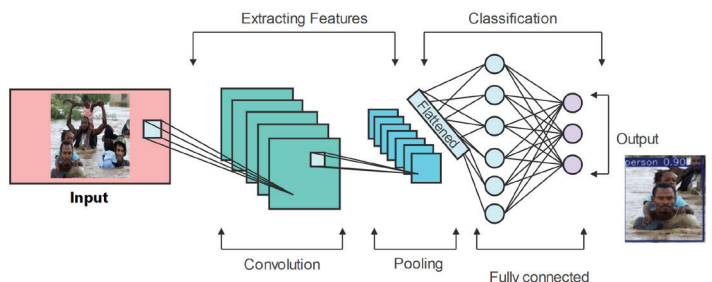 Extracting Features
Classification
Flattened
Output
person 0.90
Input
Convolution
Pooling
Fully connected